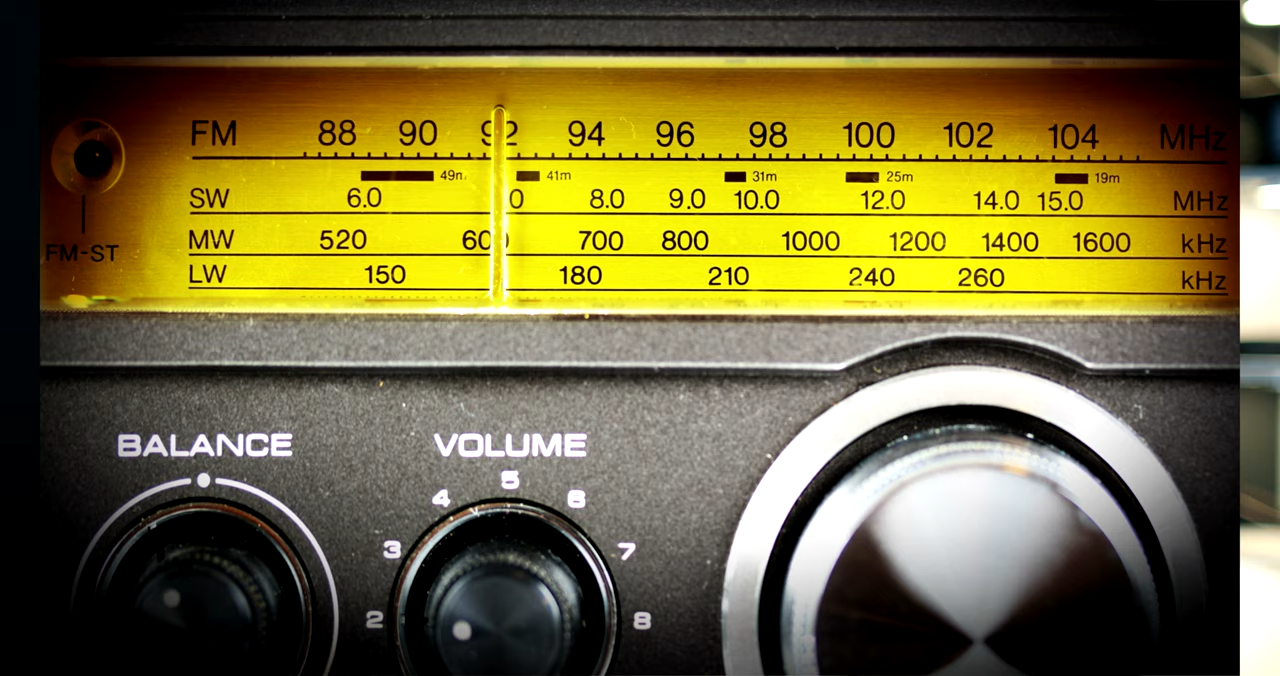 FM 88 90 92 94 96 98 100 102 104 MHz
49m 41m 31m 25m 19m
SW 6.0 0 8.0 9.0 10.0 12.0 14.0 15.0 MHz
MW 520 600 700 800 1000 1200 1400 1600 kHz
FM-ST
LW 150 180 210 240 260 kHz
BALANCE VOLUME
5
4 6
3 7
2 8